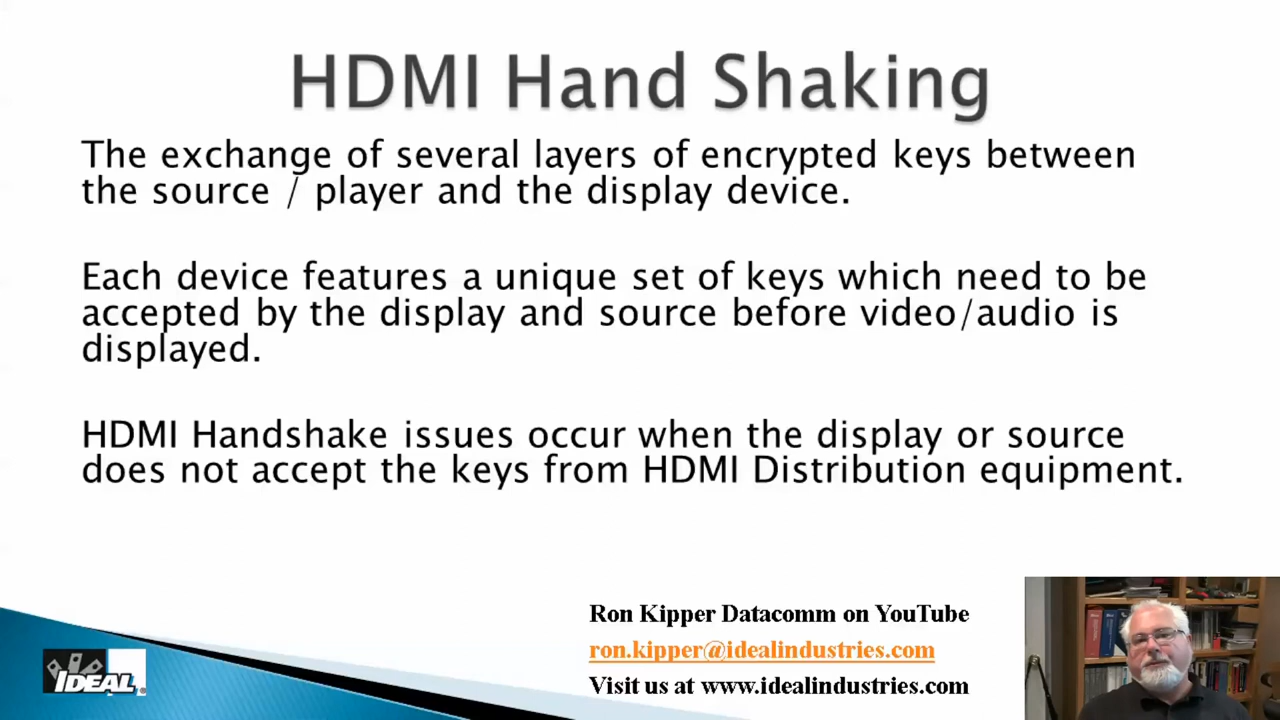 HDMI Hand Shaking
The exchange of several layers of encrypted keys between
the source / player and the display device.
Each device features a unique set of keys which need to be
accepted by the display and source before video/audio is
displayed.
HDMI Handshake issues occur when the display or source
does not accept the keys from HDMI Distribution equipment.
Ron Kipper Datacomm on YouTube
ron.kipper@idealindustries.com
Visit us at www.idealindustries.com
IDEAL